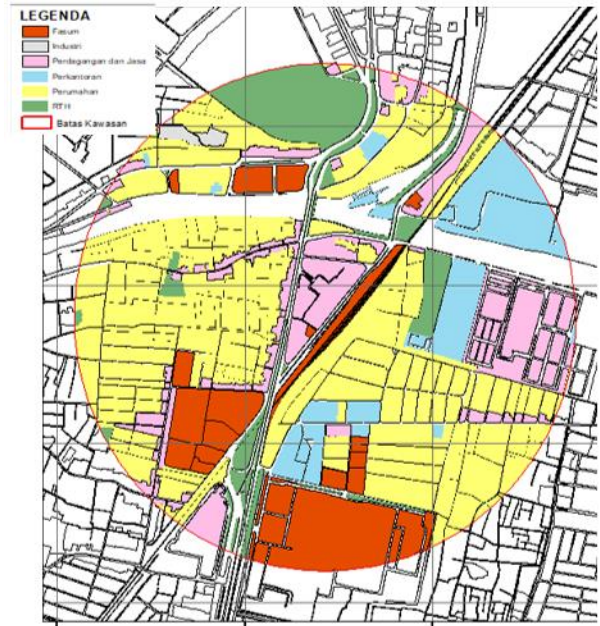 LEGENDA
Fasum
Industri
Perdagangan dan Jasa
Perkantoran
Perumahan
RTH
Batas Kawasan